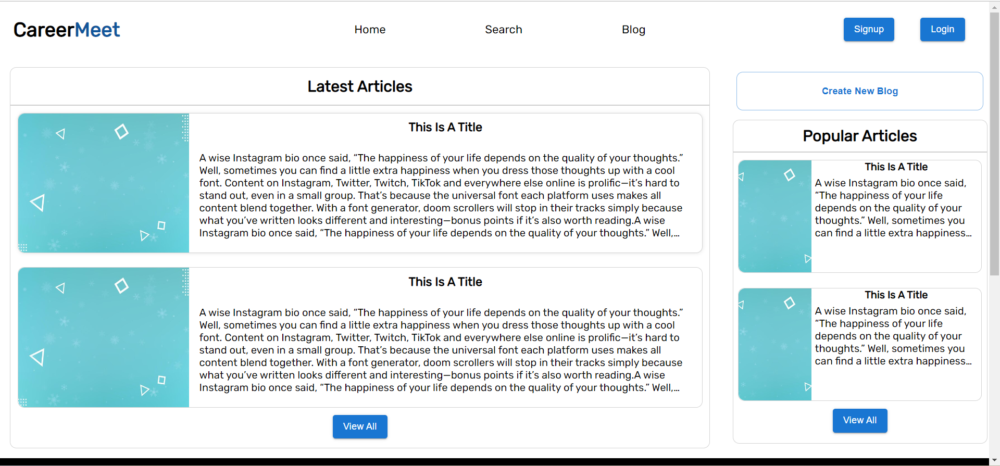 CareerMeet
Home
Search
Blog
Signup
Login
Latest Articles
This Is A Title
A wise Instagram bio once said, “The happiness of your life depends on the quality of your thoughts.”
Well, sometimes you can find a little extra happiness when you dress those thoughts up with a cool
font. Content on Instagram, Twitter, Twitch, TikTok and everywhere else online is prolific—it’s hard to
stand out, even in a small group. That’s because the universal font each platform uses makes all
content blend together. With a font generator, doom scrollers will stop in their tracks simply because
what you’ve written looks different and interesting—bonus points if it’s also worth reading.A wise
Instagram bio once said, “The happiness of your life depends on the quality of your thoughts.” Well,...
This Is A Title
A wise Instagram bio once said, “The happiness of your life depends on the quality of your thoughts.”
Well, sometimes you can find a little extra happiness when you dress those thoughts up with a cool
font. Content on Instagram, Twitter, Twitch, TikTok and everywhere else online is prolific—it’s hard to
stand out, even in a small group. That’s because the universal font each platform uses makes all
content blend together. With a font generator, doom scrollers will stop in their tracks simply because
what you’ve written looks different and interesting—bonus points if it’s also worth reading.A wise
Instagram bio once said, “The happiness of your life depends on the quality of your thoughts.” Well,...
View All
Create New Blog
Popular Articles
This Is A Title
A wise Instagram bio once said,
“The happiness of your life
depends on the quality of your
thoughts.” Well, sometimes you
can find a little extra happiness...
This Is A Title
A wise Instagram bio once said,
“The happiness of your life
depends on the quality of your
thoughts.” Well, sometimes you
can find a little extra happiness...
View All